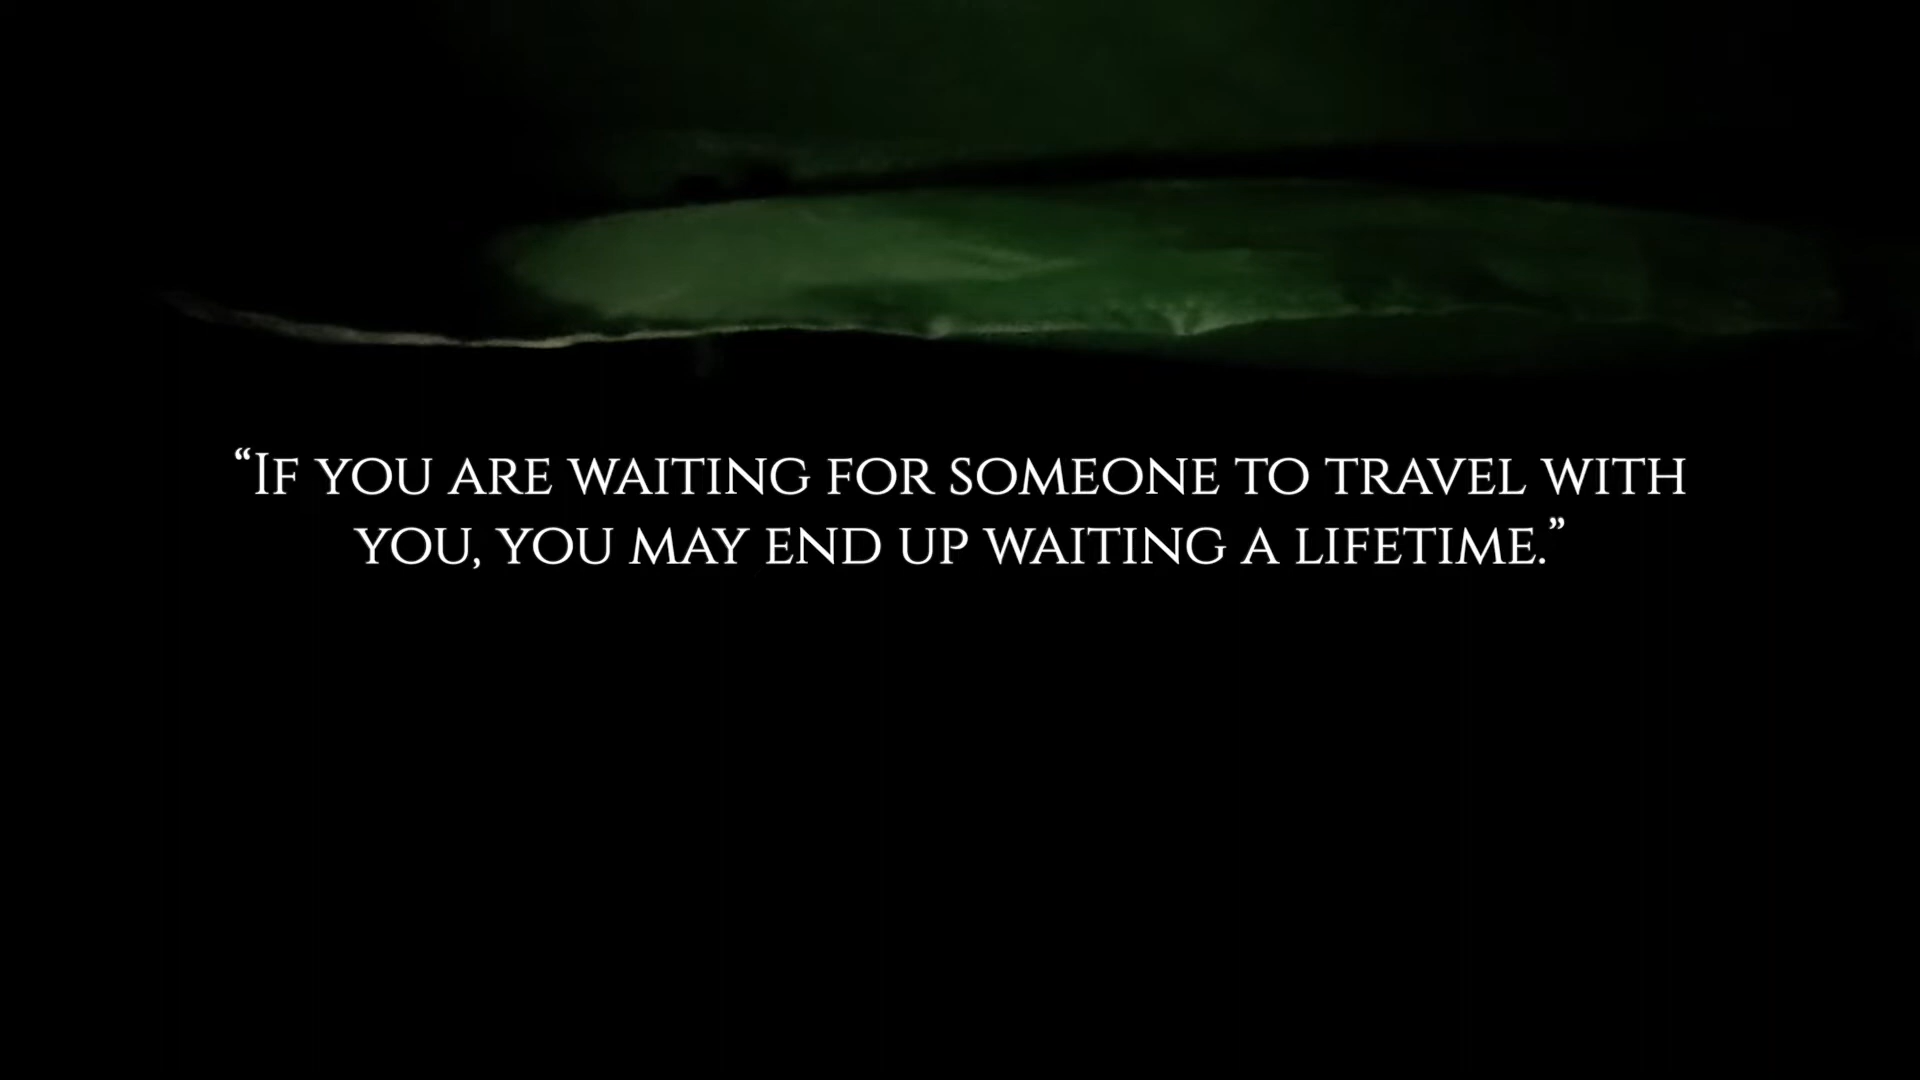 “If you are waiting for someone to travel with
you, you may end up waiting a lifetime.”